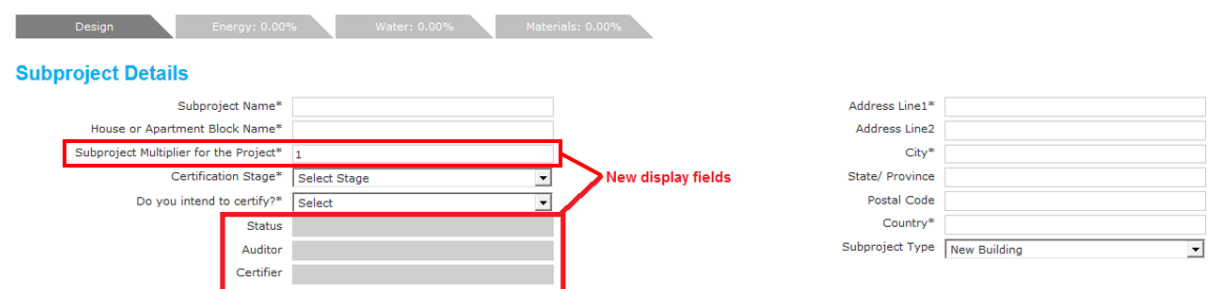 Design
Energy: 0.00%
Water: 0.00%
Materials: 0.00%
Subproject Details
Subproject Name*
House or Apartment Block Name*
Subproject Multiplier for the Project* 1
Certification Stage* Select Stage
Do you intend to certify?* Select
Status
Auditor
Certifier
New display fields
Address Line1*
Address Line2
City*
State/ Province
Postal Code
Country*
Subproject Type New Building